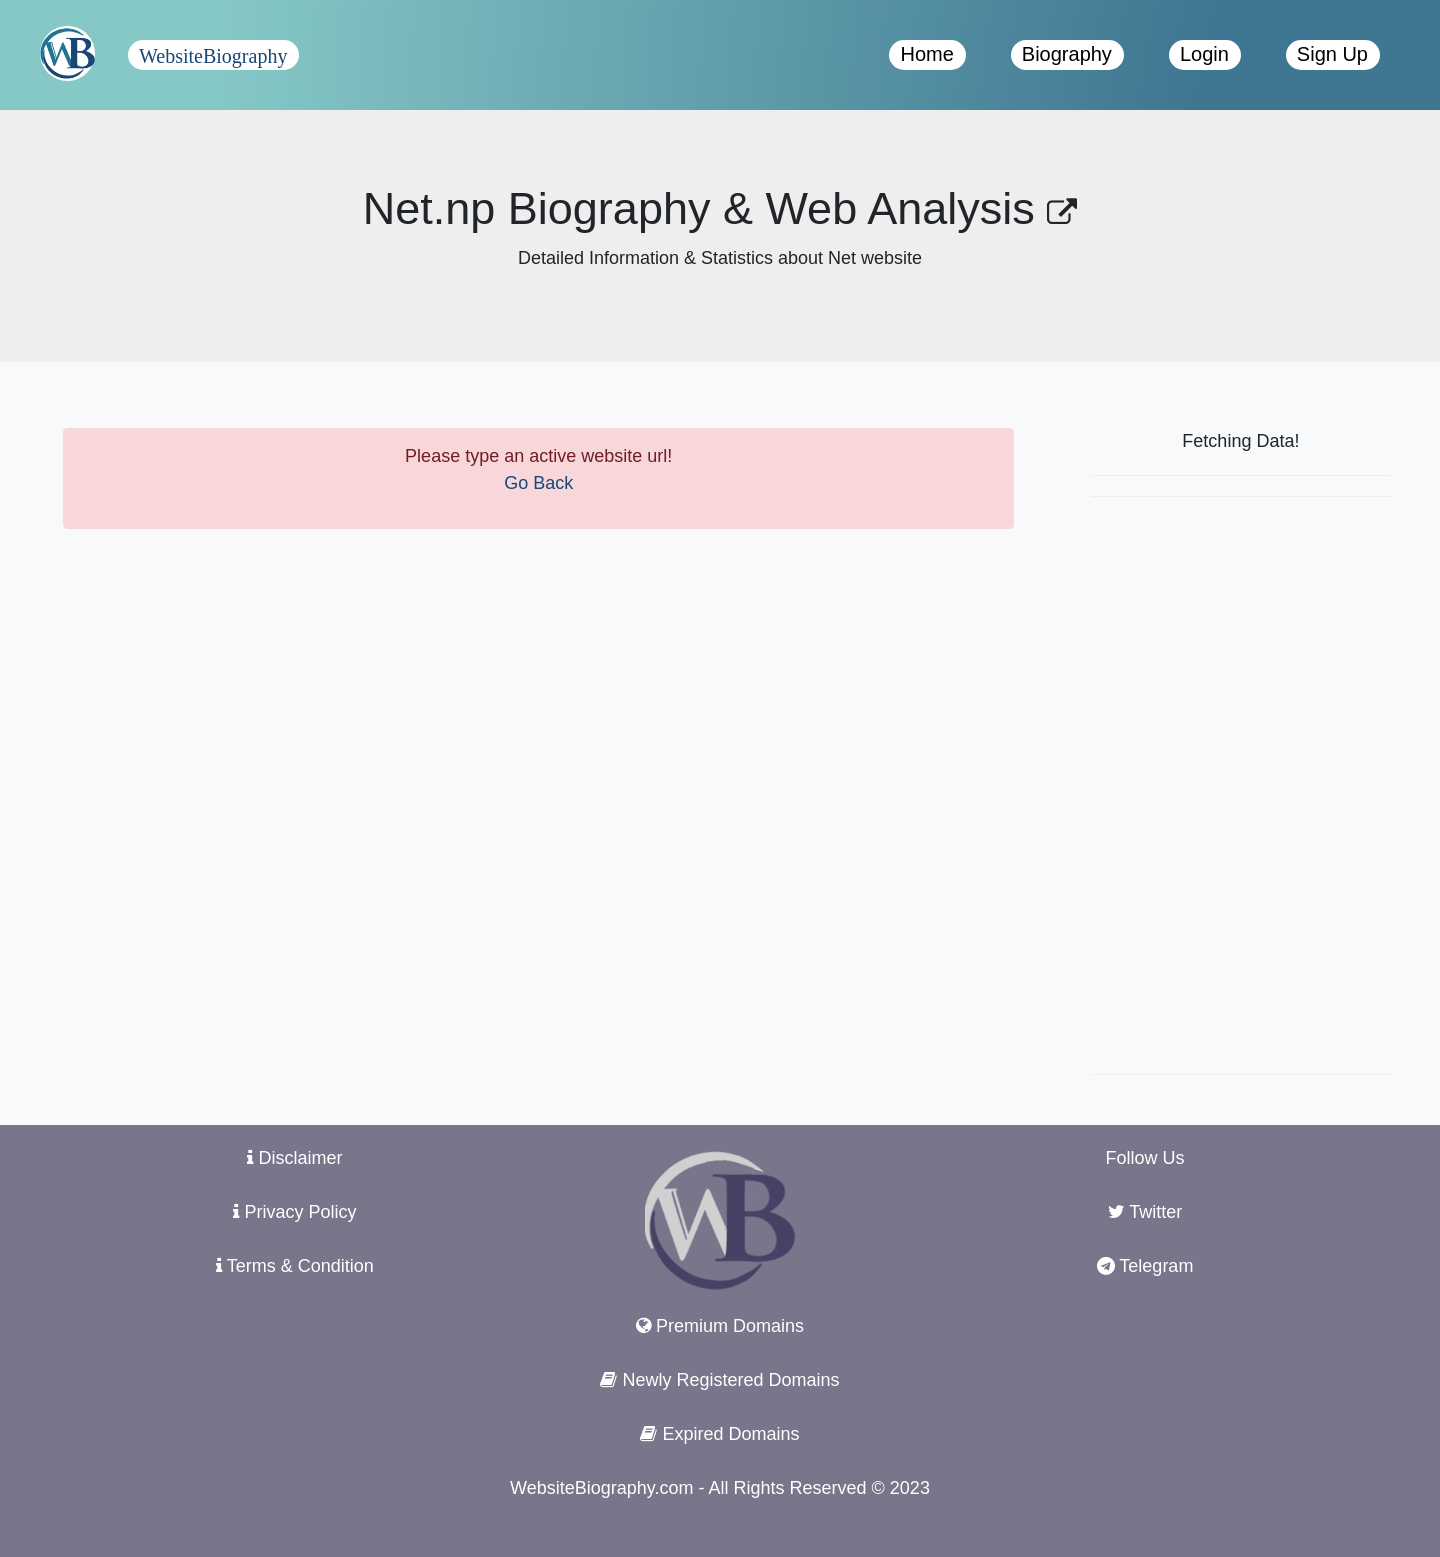 WB
WebsiteBiography
Home
Biography
Login
Sign Up
Net.np Biography & Web Analysis
Detailed Information & Statistics about Net website
Please type an active website url!
Go Back
Fetching Data!
Disclaimer
Privacy Policy
Terms & Condition
WB
Premium Domains
Newly Registered Domains
Expired Domains
Follow Us
Twitter
Telegram
WebsiteBiography.com - All Rights Reserved © 2023